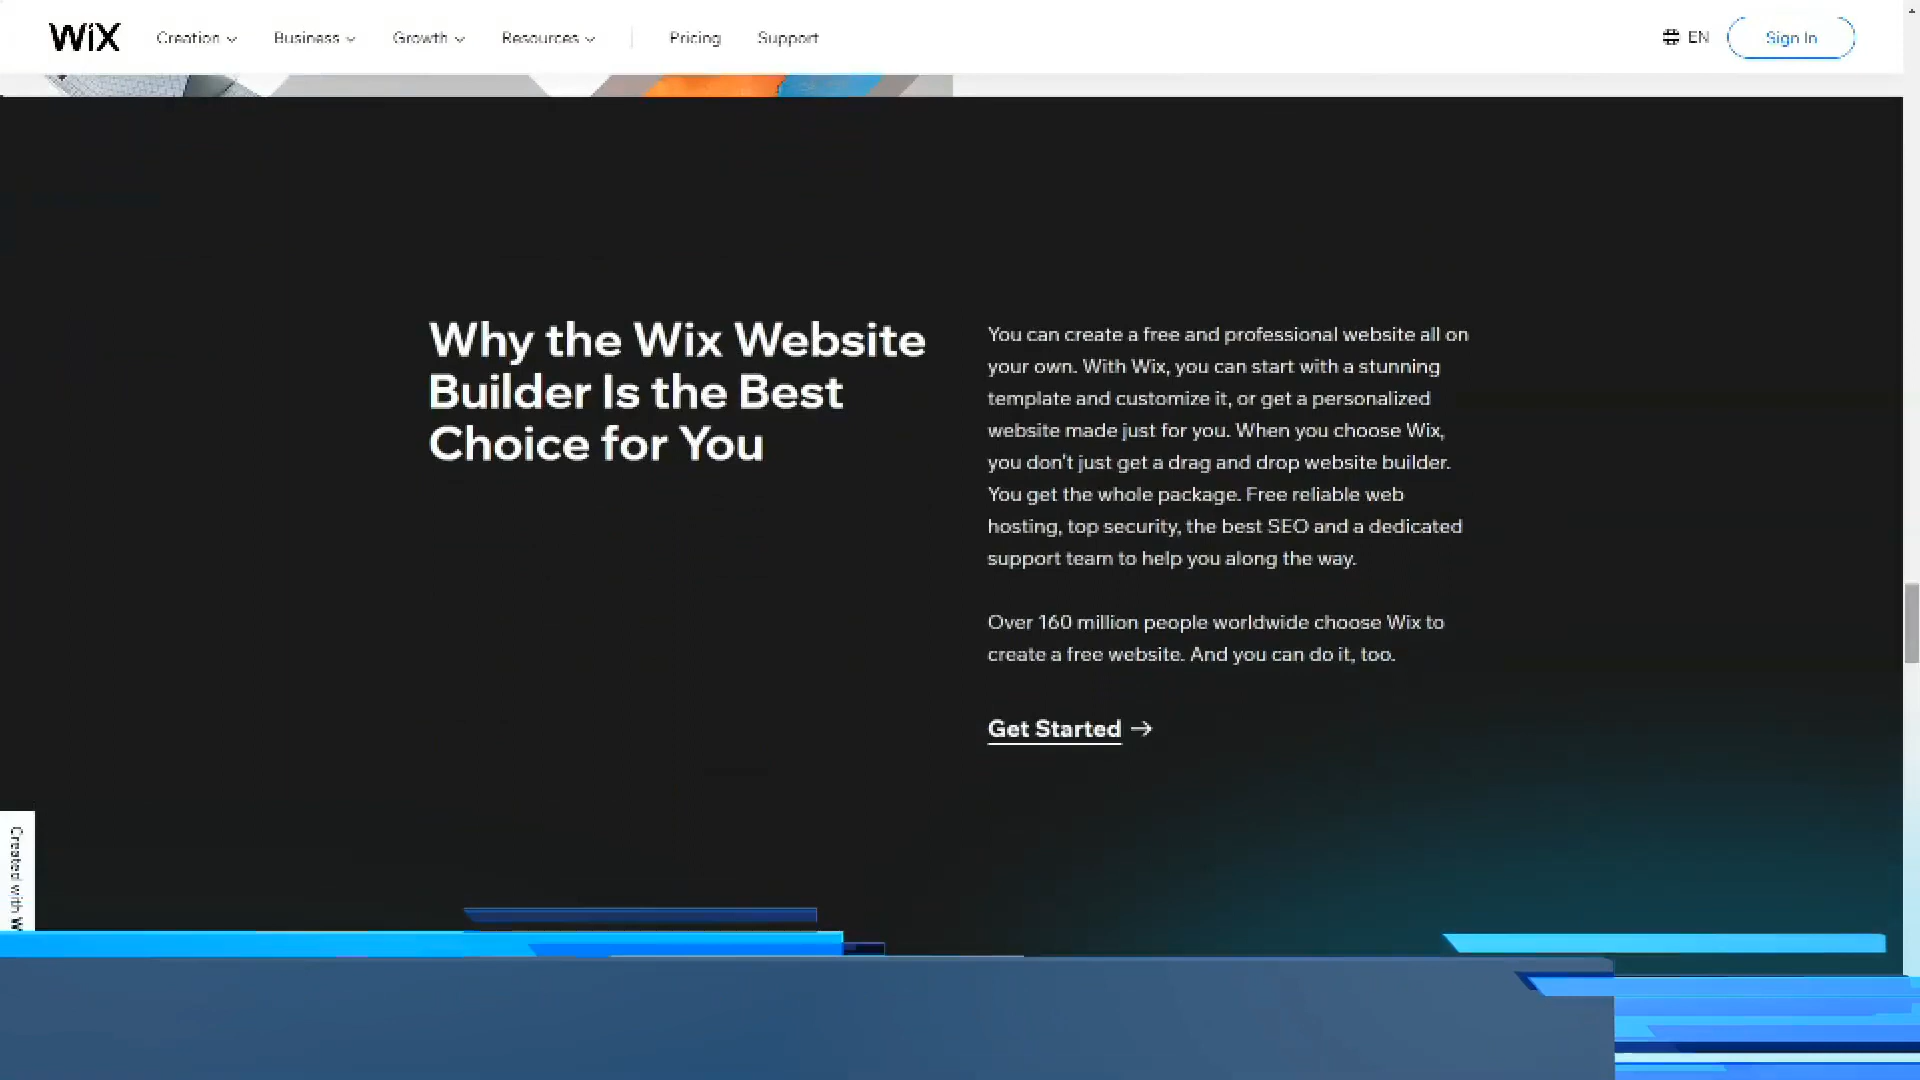 WiX Creation Business Growth Resources Pricing Support EN Sign In
Why the Wix Website
Builder Is the Best
Choice for You
You can create a free and professional website all on
your own. With Wix, you can start with a stunning
template and customize it, or get a personalized
website made just for you. When you choose Wix,
you don't just get a drag and drop website builder.
You get the whole package. Free reliable web
hosting, top security, the best SEO and a dedicated
support team to help you along the way.
Over 160 million people worldwide choose Wix to
create a free website. And you can do it, too.
Get Started →
Created with W